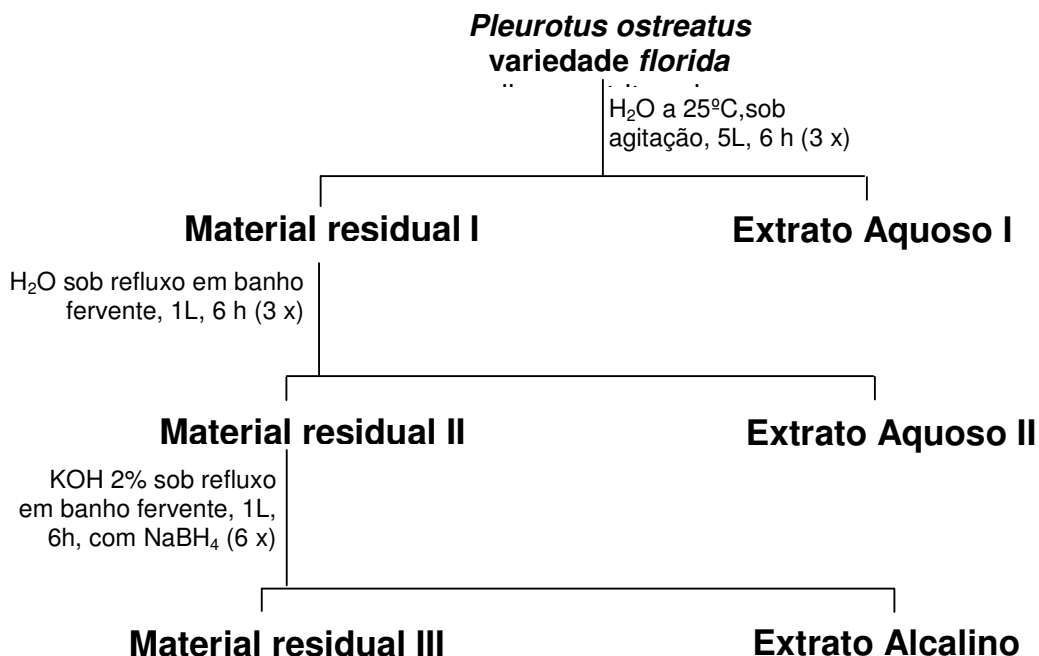 Pleurotus ostreatus
variedade florida
H₂O a 25ºC,sob
agitação, 5L, 6 h (3 x)
Material residual I
Extrato Aquoso I
H₂O sob refluxo em banho
fervente, 1L, 6 h (3 x)
Material residual II
Extrato Aquoso II
KOH 2% sob refluxo
em banho fervente, 1L,
6h, com NaBH₄ (6 x)
Material residual III
Extrato Alcalino